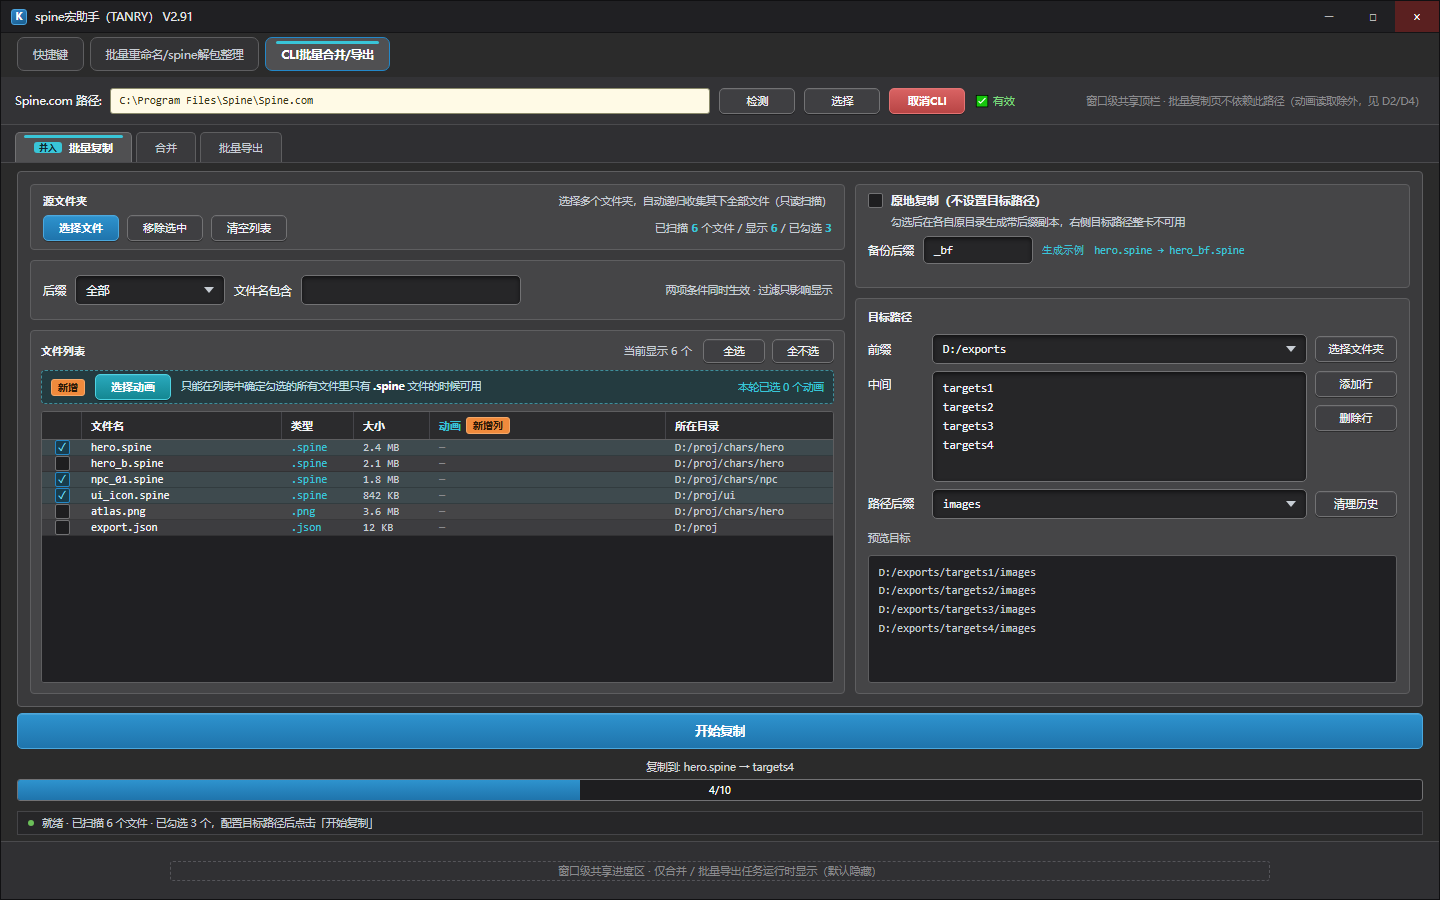 K spine宏助手（TANRY） V2.91
快捷键 批量重命名/spine解包整理 CLI批量合并/导出
Spine.com 路径: C:\Program Files\Spine\Spine.com 检测 选择 取消CLI 有效 窗口级共享顶栏 · 批量复制页不依赖此路径（动画读取除外，见 D2/D4）
并入 批量复制 合并 批量导出
源文件夹 选择多个文件夹，自动递归收集其下全部文件（只读扫描）
选择文件 移除选中 清空列表 已扫描 6 个文件 / 显示 6 / 已勾选 3
后缀 全部 文件名包含 两项条件同时生效 · 过滤只影响显示
文件列表 当前显示 6 个 全选 全不选
新增 选择动画 只能在列表中确定勾选的所有文件里只有 .spine 文件的时候可用 本轮已选 0 个动画
文件名 类型 大小 动画 新增列 所在目录
hero.spine .spine 2.4 MB — D:/proj/chars/hero
hero_b.spine .spine 2.1 MB — D:/proj/chars/hero
npc_01.spine .spine 1.8 MB — D:/proj/chars/npc
ui_icon.spine .spine 842 KB — D:/proj/ui
atlas.png .png 3.6 MB — D:/proj/chars/hero
export.json .json 12 KB — D:/proj
原地复制（不设置目标路径）
勾选后在各自原目录生成带后缀副本，右侧目标路径整卡不可用
备份后缀 _bf 生成示例 hero.spine → hero_bf.spine
目标路径
前缀 D:/exports 选择文件夹
中间 targets1 添加行
targets2
targets3 删除行
targets4
路径后缀 images 清理历史
预览目标
D:/exports/targets1/images
D:/exports/targets2/images
D:/exports/targets3/images
D:/exports/targets4/images
开始复制
复制到: hero.spine → targets4
4/10
就绪 · 已扫描 6 个文件 · 已勾选 3 个，配置目标路径后点击「开始复制」
窗口级共享进度区 · 仅合并 / 批量导出任务运行时显示（默认隐藏）